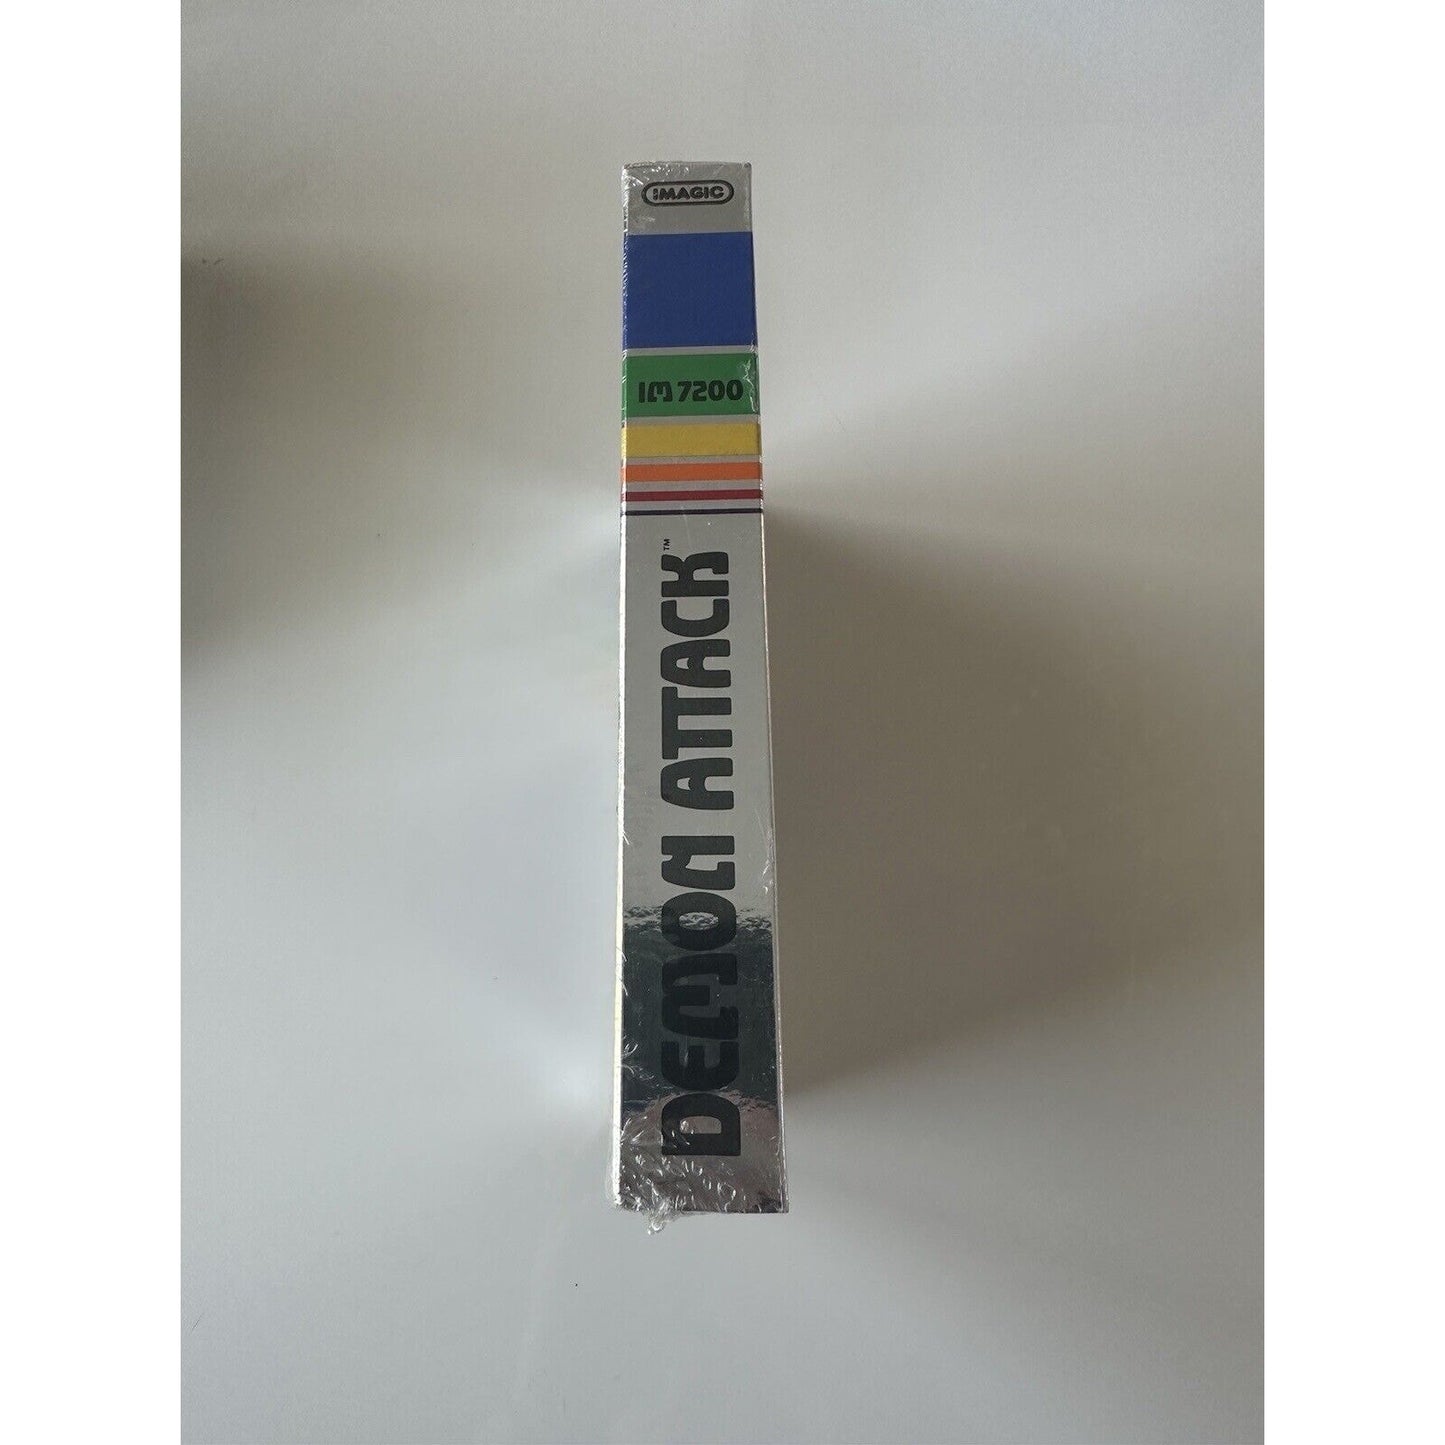 IMAGIC
IM 7200
DEMON ATTACK™